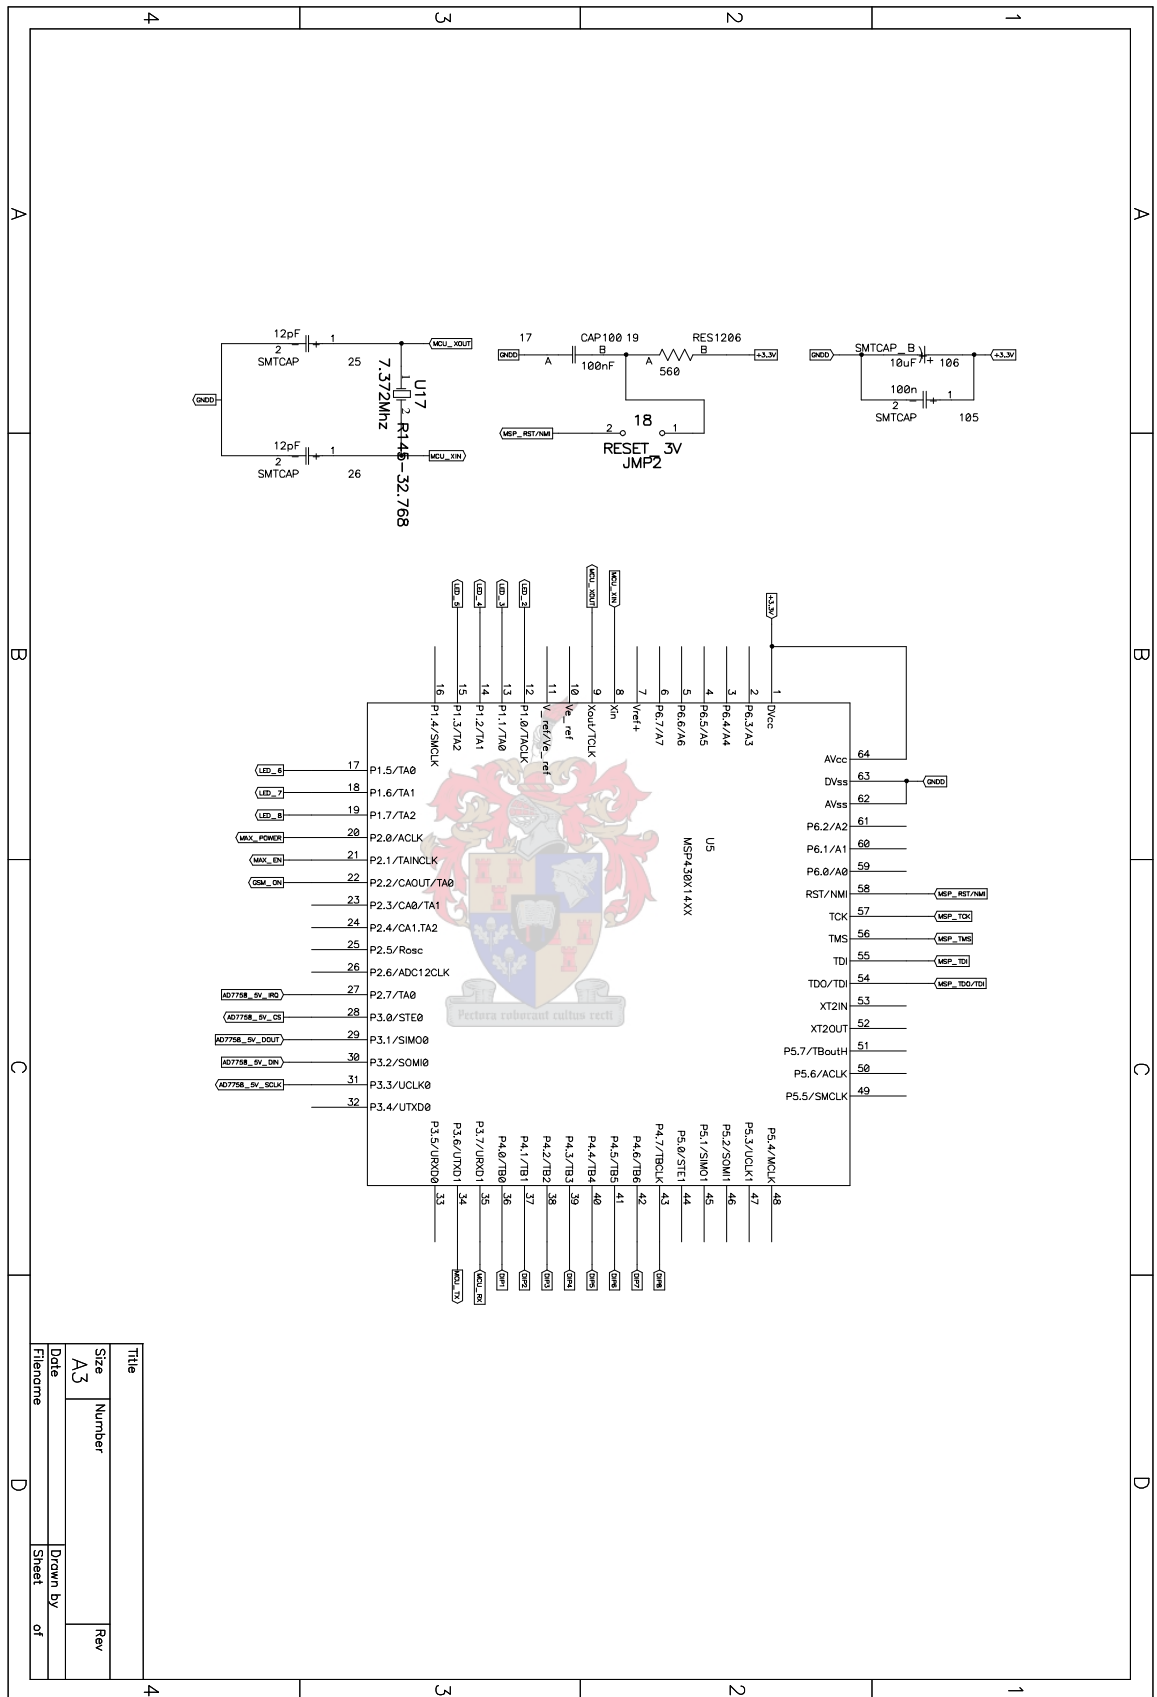 4 3 2 1
A A
12pF 1
2
SMTCAP 25
MCU_XOUT
GNDD
U17
7.372Mhz
1
2
R145-32.768
12pF 1
2
SMTCAP 26
MCU_XIN
17 CAP100 19 RES1206
GNDD A B A B +3.3V
100nF 560
18
MSP_RST/NMI 2 1
RESET_3V
JMP2
SMTCAP_B
GNDD 10uF 106 +3.3V
100n 1
2
SMTCAP 105
B B
LED_5
LED_4
LED_3
LED_2
MCU_XOUT
MCU_XIN
+3.3V
16 P1.4/SMCLK
15 P1.3/TA2
14 P1.2/TA1
13 P1.1/TA0
12 P1.0/TACLK
11 V_ref/Ve_ref
10 Ve_ref
9 Xout/TCLK
8 Xin
7 Vref+
6 P6.7/A7
5 P6.6/A6
4 P6.5/A5
3 P6.4/A4
2 P6.3/A3
1 DVcc
U5
MSP430X14XX
LED_6 17 P1.5/TA0
LED_7 18 P1.6/TA1
LED_8 19 P1.7/TA2
MAX_POWER 20 P2.0/ACLK
MAX_EN 21 P2.1/TAINCLK
GSM_ON 22 P2.2/CAOUT/TA0
23 P2.3/CA0/TA1
24 P2.4/CA1.TA2
25 P2.5/Rosc
26 P2.6/ADC12CLK
AD7758_5V_IRQ 27 P2.7/TA0
AD7758_5V_CS 28 P3.0/STE0
AD7758_5V_DOUT 29 P3.1/SIMO0
AD7758_5V_DIN 30 P3.2/SOMI0
AD7758_5V_SCLK 31 P3.3/UCLK0
32 P3.4/UTXD0
AVcc 64
DVss 63 GNDD
AVss 62
P6.2/A2 61
P6.1/A1 60
P6.0/A0 59
RST/NMI 58 MSP_RST/NMI
TCK 57 MSP_TCK
TMS 56 MSP_TMS
TDI 55 MSP_TDI
TDO/TDI 54 MSP_TDO/TDI
XT2IN 53
XT2OUT 52
P5.7/TBoutH 51
P5.6/ACLK 50
P5.5/SMCLK 49
Pectora roborant cultus recti
C C
P3.5/URXD0 33
P3.6/UTXD1 34 MCU_TX
P3.7/URXD1 35 MCU_RX
P4.0/TB0 36 DIP1
P4.1/TB1 37 DIP2
P4.2/TB2 38 DIP3
P4.3/TB3 39 DIP4
P4.4/TB4 40 DIP5
P4.5/TB5 41 DIP6
P4.6/TB6 42 DIP7
P4.7/TBCLK 43 DIP8
P5.0/STE1 44
P5.1/SIMO1 45
P5.2/SOMI1 46
P5.3/UCLK1 47
P5.4/MCLK 48
D D
Title
Size Number Rev
A3
Date Drawn by
Filename Sheet of
4 3 2 1